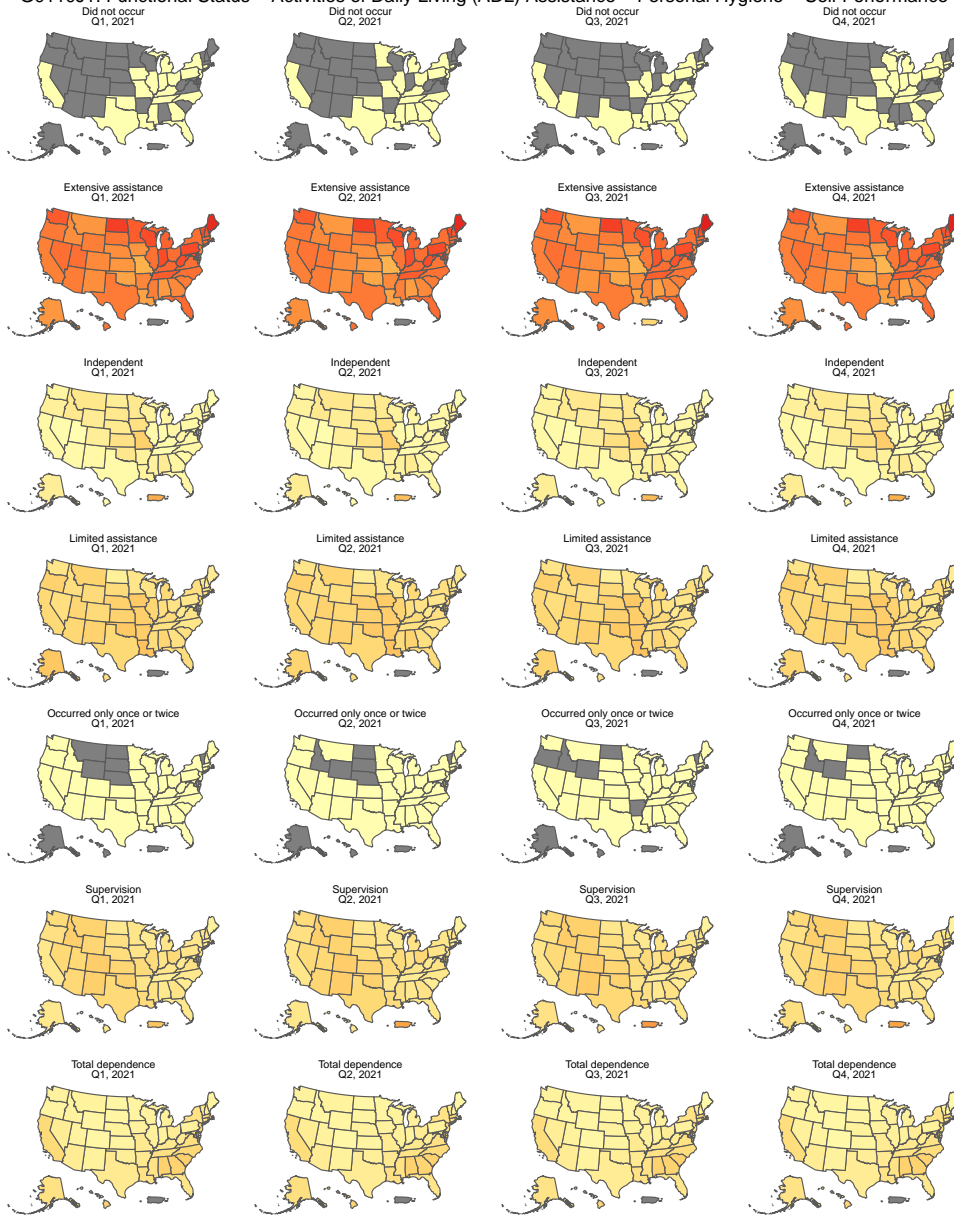 G0110J1: Functional Status − Activities of Daily Living (ADL) Assistance − Personal Hygiene − Self-Performance
Did not occur
Q1, 2021
Did not occur
Q2, 2021
Did not occur
Q3, 2021
Did not occur
Q4, 2021
Extensive assistance
Q1, 2021
Extensive assistance
Q2, 2021
Extensive assistance
Q3, 2021
Extensive assistance
Q4, 2021
Independent
Q1, 2021
Independent
Q2, 2021
Independent
Q3, 2021
Independent
Q4, 2021
Limited assistance
Q1, 2021
Limited assistance
Q2, 2021
Limited assistance
Q3, 2021
Limited assistance
Q4, 2021
Occurred only once or twice
Q1, 2021
Occurred only once or twice
Q2, 2021
Occurred only once or twice
Q3, 2021
Occurred only once or twice
Q4, 2021
Supervision
Q1, 2021
Supervision
Q2, 2021
Supervision
Q3, 2021
Supervision
Q4, 2021
Total dependence
Q1, 2021
Total dependence
Q2, 2021
Total dependence
Q3, 2021
Total dependence
Q4, 2021